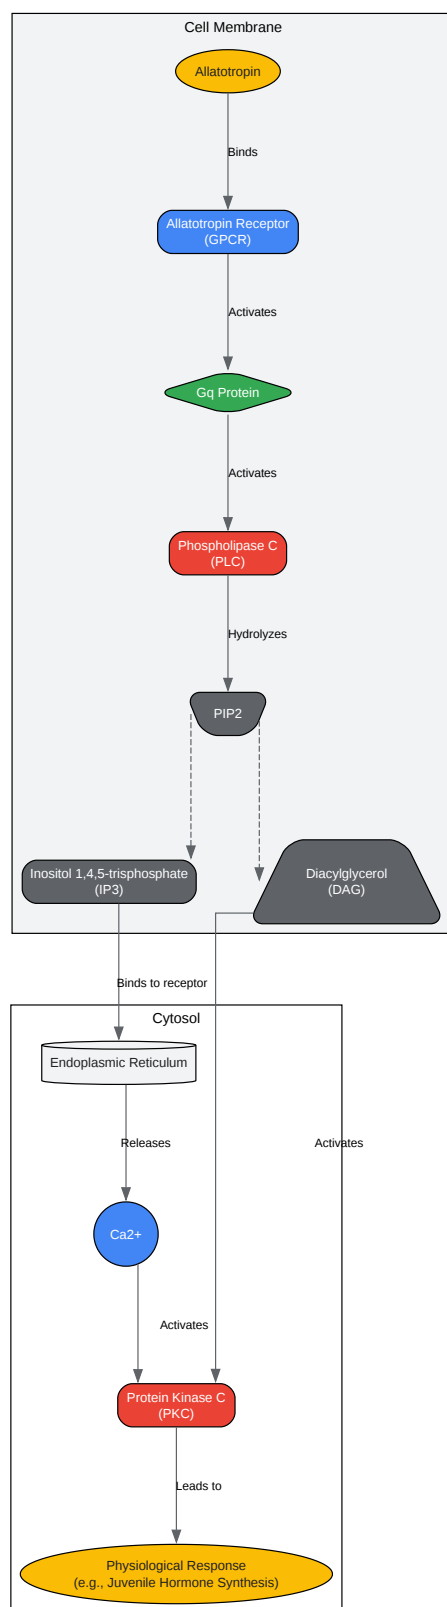 Cell Membrane
Allatotropin
Binds
Allatotropin Receptor
(GPCR)
Activates
Gq Protein
Activates
Phospholipase C
(PLC)
Hydrolyzes
PIP2
Inositol 1,4,5-trisphosphate
(IP3)
Diacylglycerol
(DAG)
Binds to receptor
Cytosol
Endoplasmic Reticulum
Releases
Activates
Ca2+
Activates
Protein Kinase C
(PKC)
Leads to
Physiological Response
(e.g., Juvenile Hormone Synthesis)